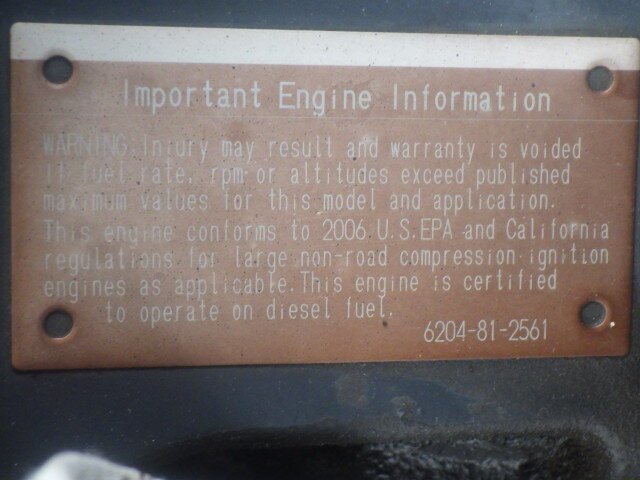 Important Engine Information
WARNING: Injury may result and warranty is voided
if fuel rate, rpm or altitudes exceed published
maximum values for this model and application.
This engine conforms to 2006 U.S.EPA and California
regulations for large non-road compression-ignition
engines as applicable.This engine is certified
to operate on diesel fuel.
6204-81-2561